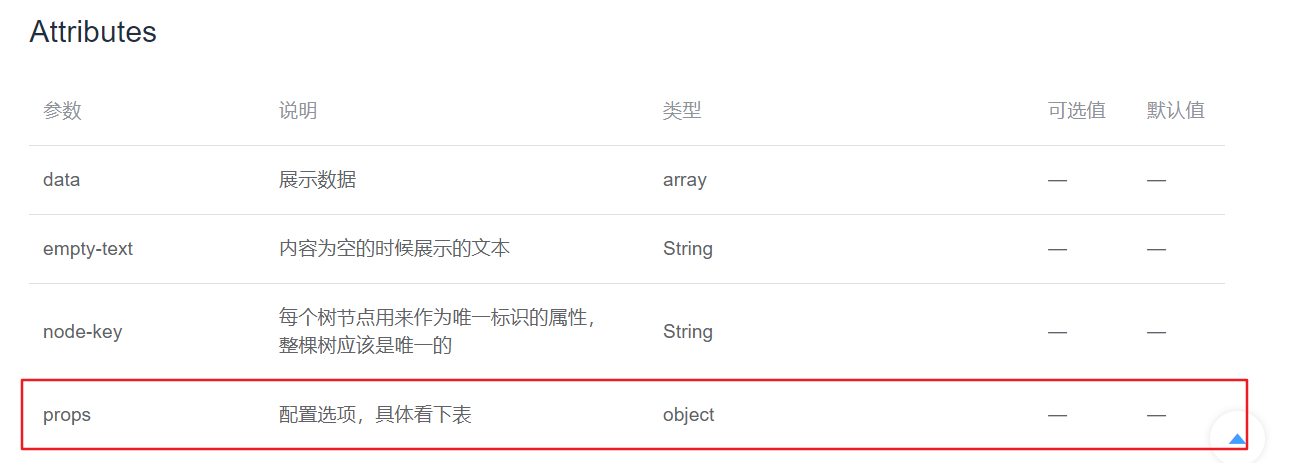 Attributes
参数 说明 类型 可选值 默认值
data 展示数据 array — —
empty-text 内容为空的时候展示的文本 String — —
node-key 每个树节点用来作为唯一标识的属性， String — —
整棵树应该是唯一的
props 配置选项，具体看下表 object — —